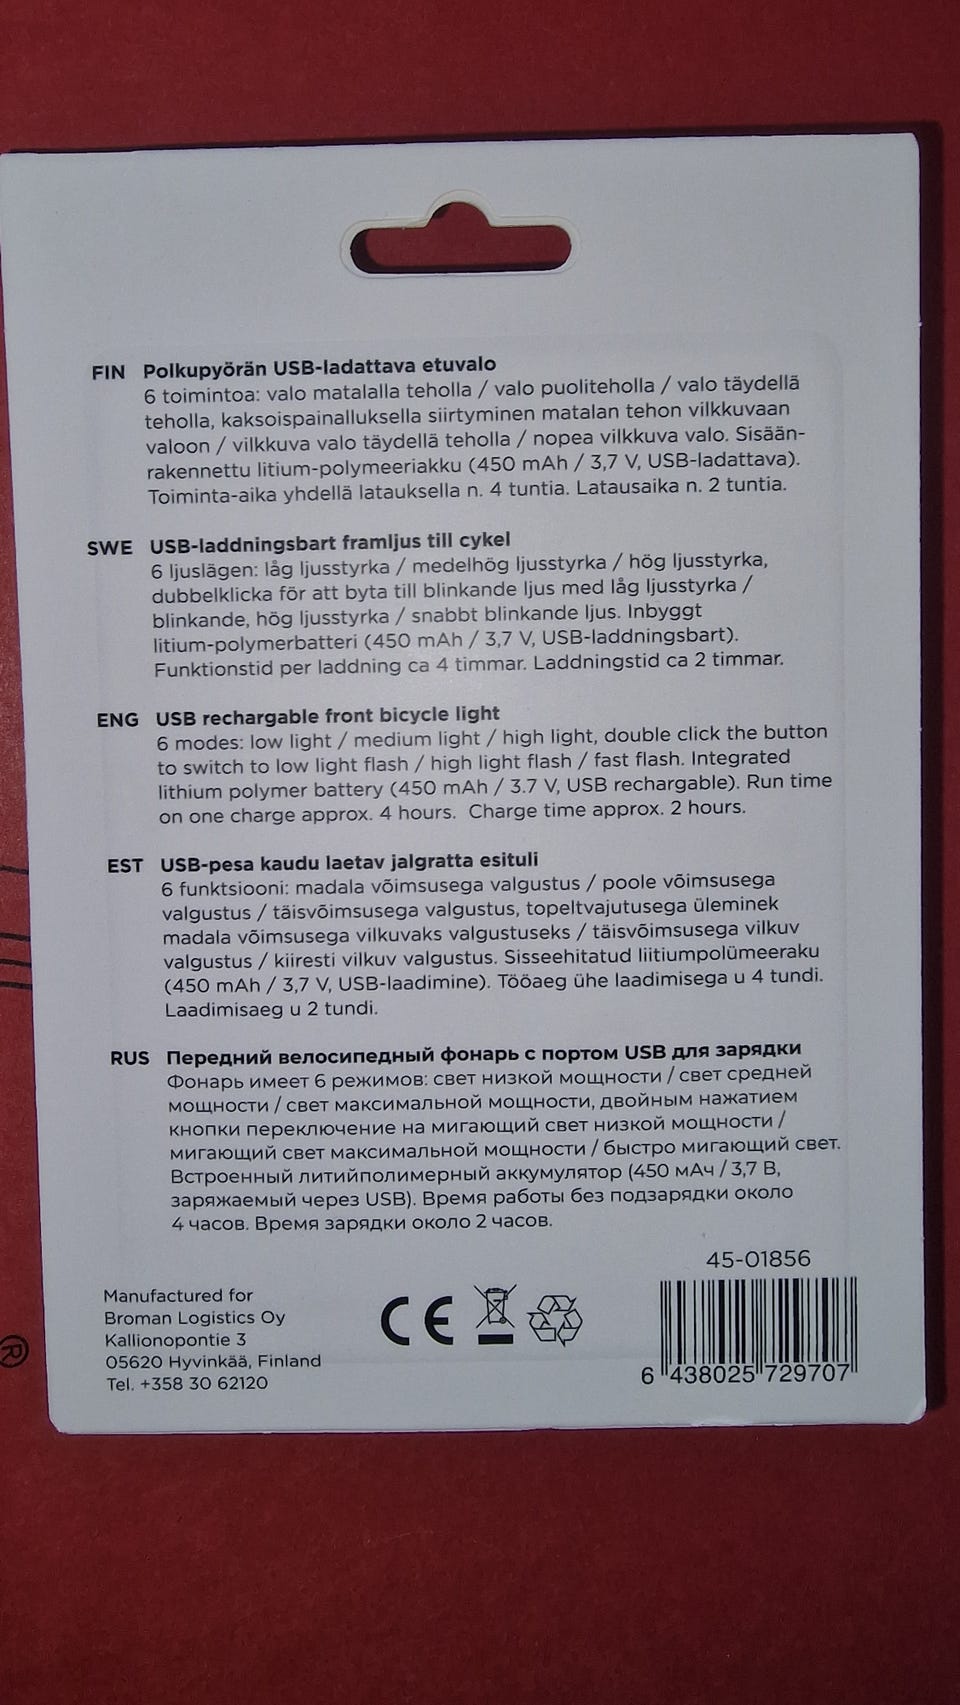 FIN Polkupyörän USB-ladattava etuvalo
6 toimintoa: valo matalalla teholla / valo puoliteholla / valo täydellä
teholla, kaksoispainalluksella siirtyminen matalan tehon vilkkuvaan
valoon / vilkkuva valo täydellä teholla / nopea vilkkuva valo. Sisään-
rakennettu litium-polymeeriakku (450 mAh / 3,7 V, USB-ladattava).
Toiminta-aika yhdellä latauksella n. 4 tuntia. Latausaika n. 2 tuntia.
SWE USB-laddningsbart framljus till cykel
6 ljuslägen: låg ljusstyrka / medelhög ljusstyrka / hög ljusstyrka,
dubbelklicka för att byta till blinkande ljus med låg ljusstyrka /
blinkande, hög ljusstyrka / snabbt blinkande ljus. Inbyggt
litium-polymerbatteri (450 mAh / 3,7 V, USB-laddningsbart).
Funktionstid per laddning ca 4 timmar. Laddningstid ca 2 timmar.
ENG USB rechargable front bicycle light
6 modes: low light / medium light / high light, double click the button
to switch to low light flash / high light flash / fast flash. Integrated
lithium polymer battery (450 mAh / 3.7 V, USB rechargable). Run time
on one charge approx. 4 hours. Charge time approx. 2 hours.
EST USB-pesa kaudu laetav jalgratta esituli
6 funktsiooni: madala võimsusega valgustus / poole võimsusega
valgustus / täisvõimsusega valgustus, topeltvajutusega üleminek
madala võimsusega vilkuvaks valgustuseks / täisvõimsusega vilkuv
valgustus / kiiresti vilkuv valgustus. Sisseehitatud liitiumpolümeeraku
(450 mAh / 3,7 V, USB-laadimine). Tööaeg ühe laadimisega u 4 tundi.
Laadimisaeg u 2 tundi.
RUS Передний велосипедный фонарь с портом USB для зарядки
Фонарь имеет 6 режимов: свет низкой мощности / свет средней
мощности / свет максимальной мощности, двойным нажатием
кнопки переключение на мигающий свет низкой мощности /
мигающий свет максимальной мощности / быстро мигающий свет.
Встроенный литийполимерный аккумулятор (450 мАч / 3,7 В,
заряжаемый через USB). Время работы без подзарядки около
4 часов. Время зарядки около 2 часов.
45-01856
Manufactured for
Broman Logistics Oy
Kallionopontie 3
05620 Hyvinkää, Finland
Tel. +358 30 62120
CE
6 438025 729707
®